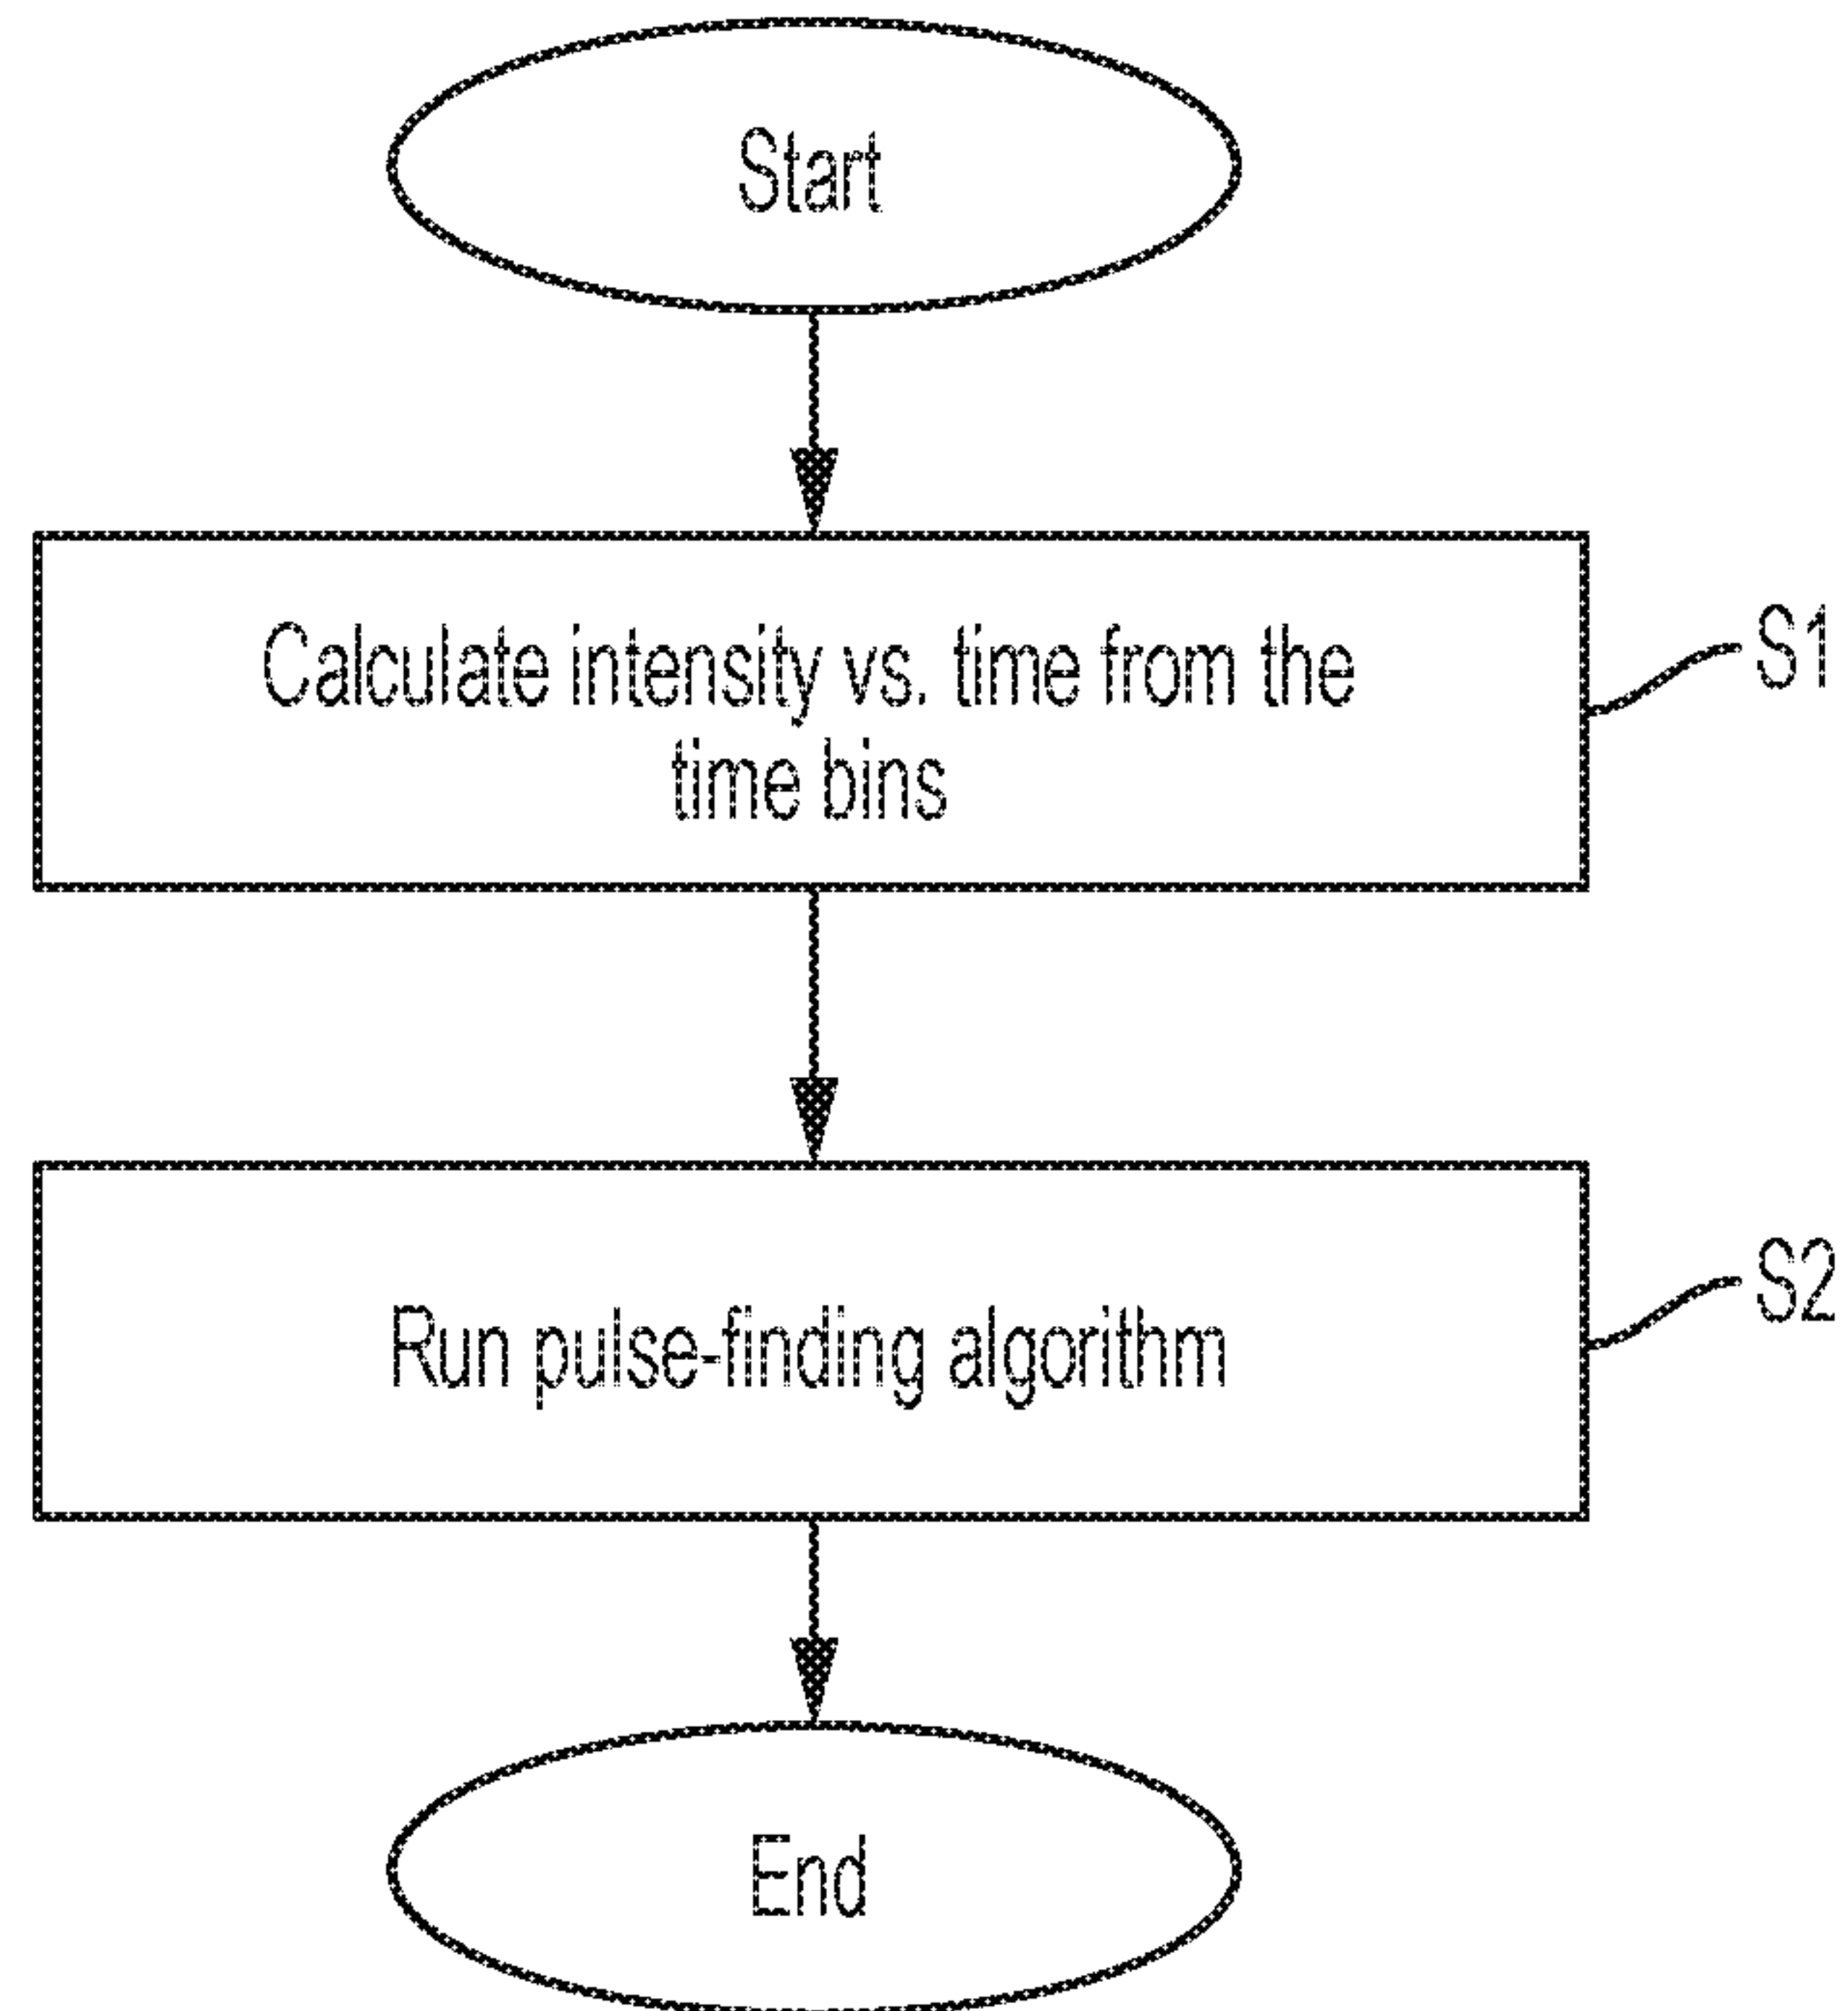 Start
Calculate intensity vs. time from the
time bins
S1
Run pulse-finding algorithm
S2
End